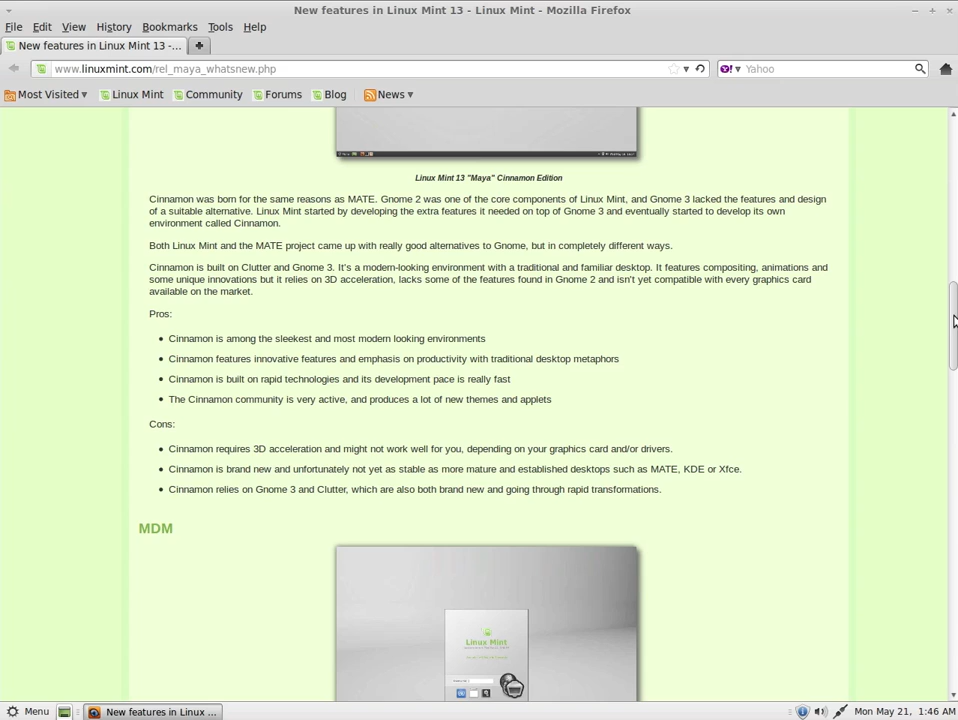 New features in Linux Mint 13 - Linux Mint - Mozilla Firefox
File Edit View History Bookmarks Tools Help
New features in Linux Mint 13 -...
www.linuxmint.com/rel_maya_whatsnew.php
Yahoo
Most Visited Linux Mint Community Forums Blog News
Linux Mint 13 "Maya" Cinnamon Edition
Cinnamon was born for the same reasons as MATE. Gnome 2 was one of the core components of Linux Mint, and Gnome 3 lacked the features and design
of a suitable alternative. Linux Mint started by developing the extra features it needed on top of Gnome 3 and eventually started to develop its own
environment called Cinnamon.
Both Linux Mint and the MATE project came up with really good alternatives to Gnome, but in completely different ways.
Cinnamon is built on Clutter and Gnome 3. It's a modern-looking environment with a traditional and familiar desktop. It features compositing, animations and
some unique innovations but it relies on 3D acceleration, lacks some of the features found in Gnome 2 and isn't yet compatible with every graphics card
available on the market.
Pros:
Cinnamon is among the sleekest and most modern looking environments
Cinnamon features innovative features and emphasis on productivity with traditional desktop metaphors
Cinnamon is built on rapid technologies and its development pace is really fast
The Cinnamon community is very active, and produces a lot of new themes and applets
Cons:
Cinnamon requires 3D acceleration and might not work well for you, depending on your graphics card and/or drivers.
Cinnamon is brand new and unfortunately not yet as stable as more mature and established desktops such as MATE, KDE or Xfce.
Cinnamon relies on Gnome 3 and Clutter, which are also both brand new and going through rapid transformations.
MDM
Linux Mint
Menu New features in Linux ... Mon May 21, 1:46 AM